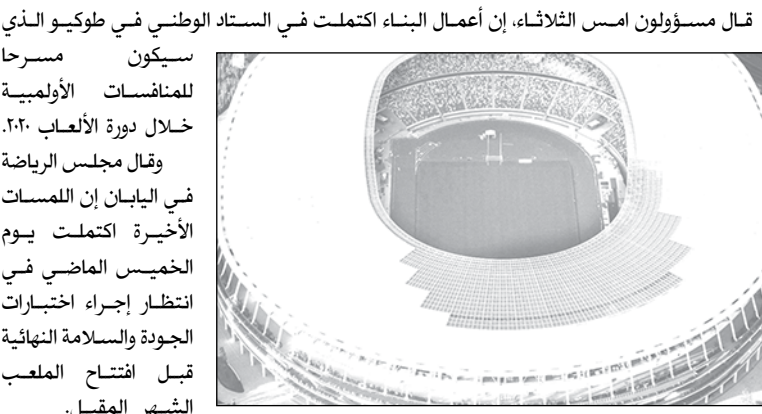 قال مسؤولون امس الثلاثاء، إن أعمال البناء اكتملت في الستاد الوطني في طوكيو الذي
سيكون مسرحا
للمنافسات الأولمبية
خلال دورة الألعاب ٢٠٢٠.
وقال مجلس الرياضة
في اليابان إن اللمسات
الأخيرة اكتملت يوم
الخميس الماضي في
انتظار إجراء اختبارات
الجودة والسلامة النهائية
قبل افتتاح الملعب
الشهر المقبل.